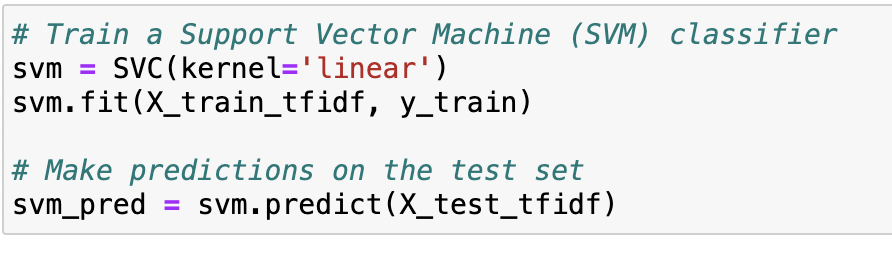 # Train a Support Vector Machine (SVM) classifier
svm = SVC(kernel='linear')
svm.fit(X_train_tfidf, y_train)
# Make predictions on the test set
svm_pred = svm.predict(X_test_tfidf)